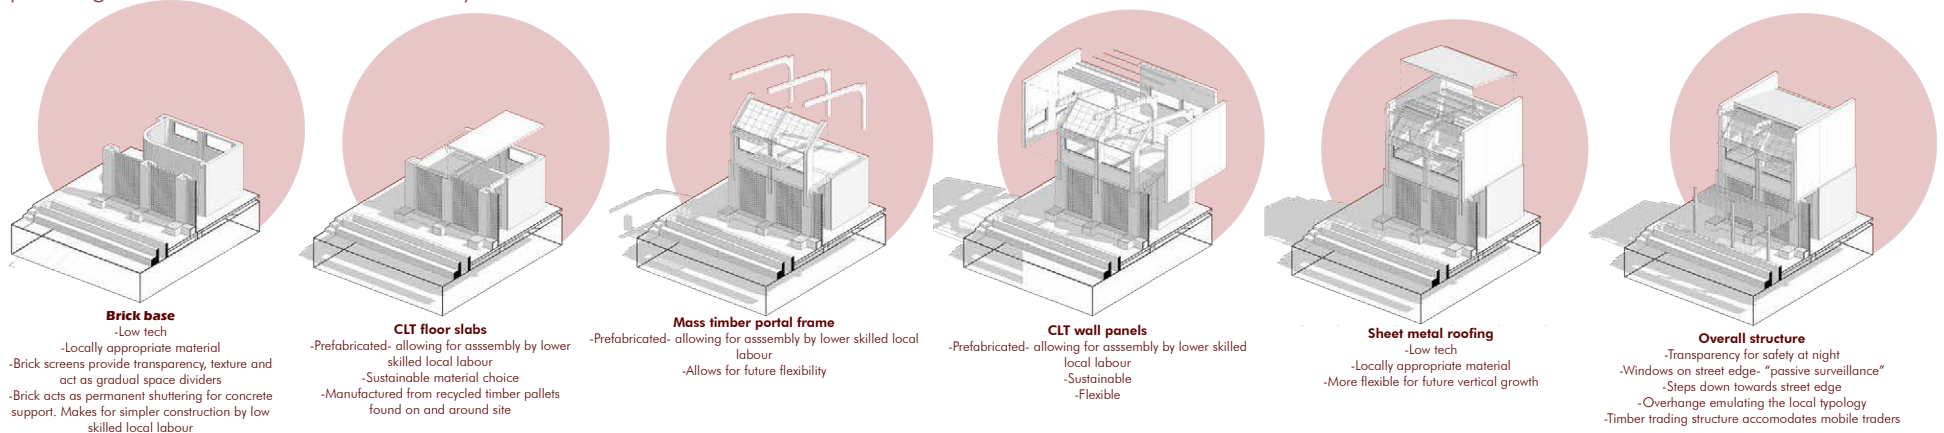 Brick base
-Low tech
-Locally appropriate material
-Brick screens provide transparency, texture and
act as gradual space dividers
-Brick acts as permanent shuttering for concrete
support. Makes for simpler construction by low
skilled local labour
CLT floor slabs
-Prefabricated- allowing for asssembly by lower
skilled local labour
-Sustainable material choice
-Manufactured from recycled timber pallets
found on and around site
Mass timber portal frame
-Prefabricated- allowing for asssembly by lower skilled local
labour
-Allows for future flexibility
CLT wall panels
-Prefabricated- allowing for asssembly by lower skilled
local labour
-Sustainable
-Flexible
Sheet metal roofing
-Low tech
-Locally appropriate material
-More flexible for future vertical growth
Overall structure
-Transparency for safety at night
-Windows on street edge- “passive surveillance”
-Steps down towards street edge
-Overhange emulating the local typology
-Timber trading structure accomodates mobile traders